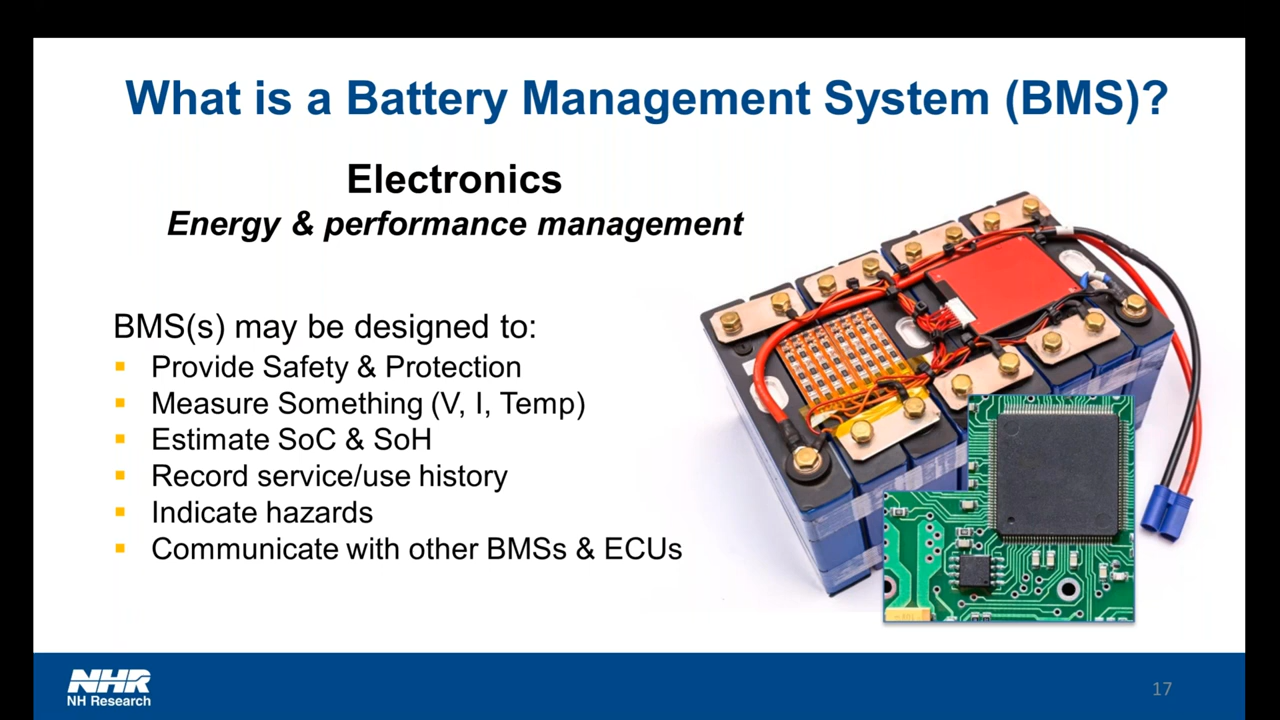 What is a Battery Management System (BMS)?
Electronics
Energy & performance management
BMS(s) may be designed to:
Provide Safety & Protection
Measure Something (V, I, Temp)
Estimate SoC & SoH
Record service/use history
Indicate hazards
Communicate with other BMSs & ECUs
NHR
NH Research
17